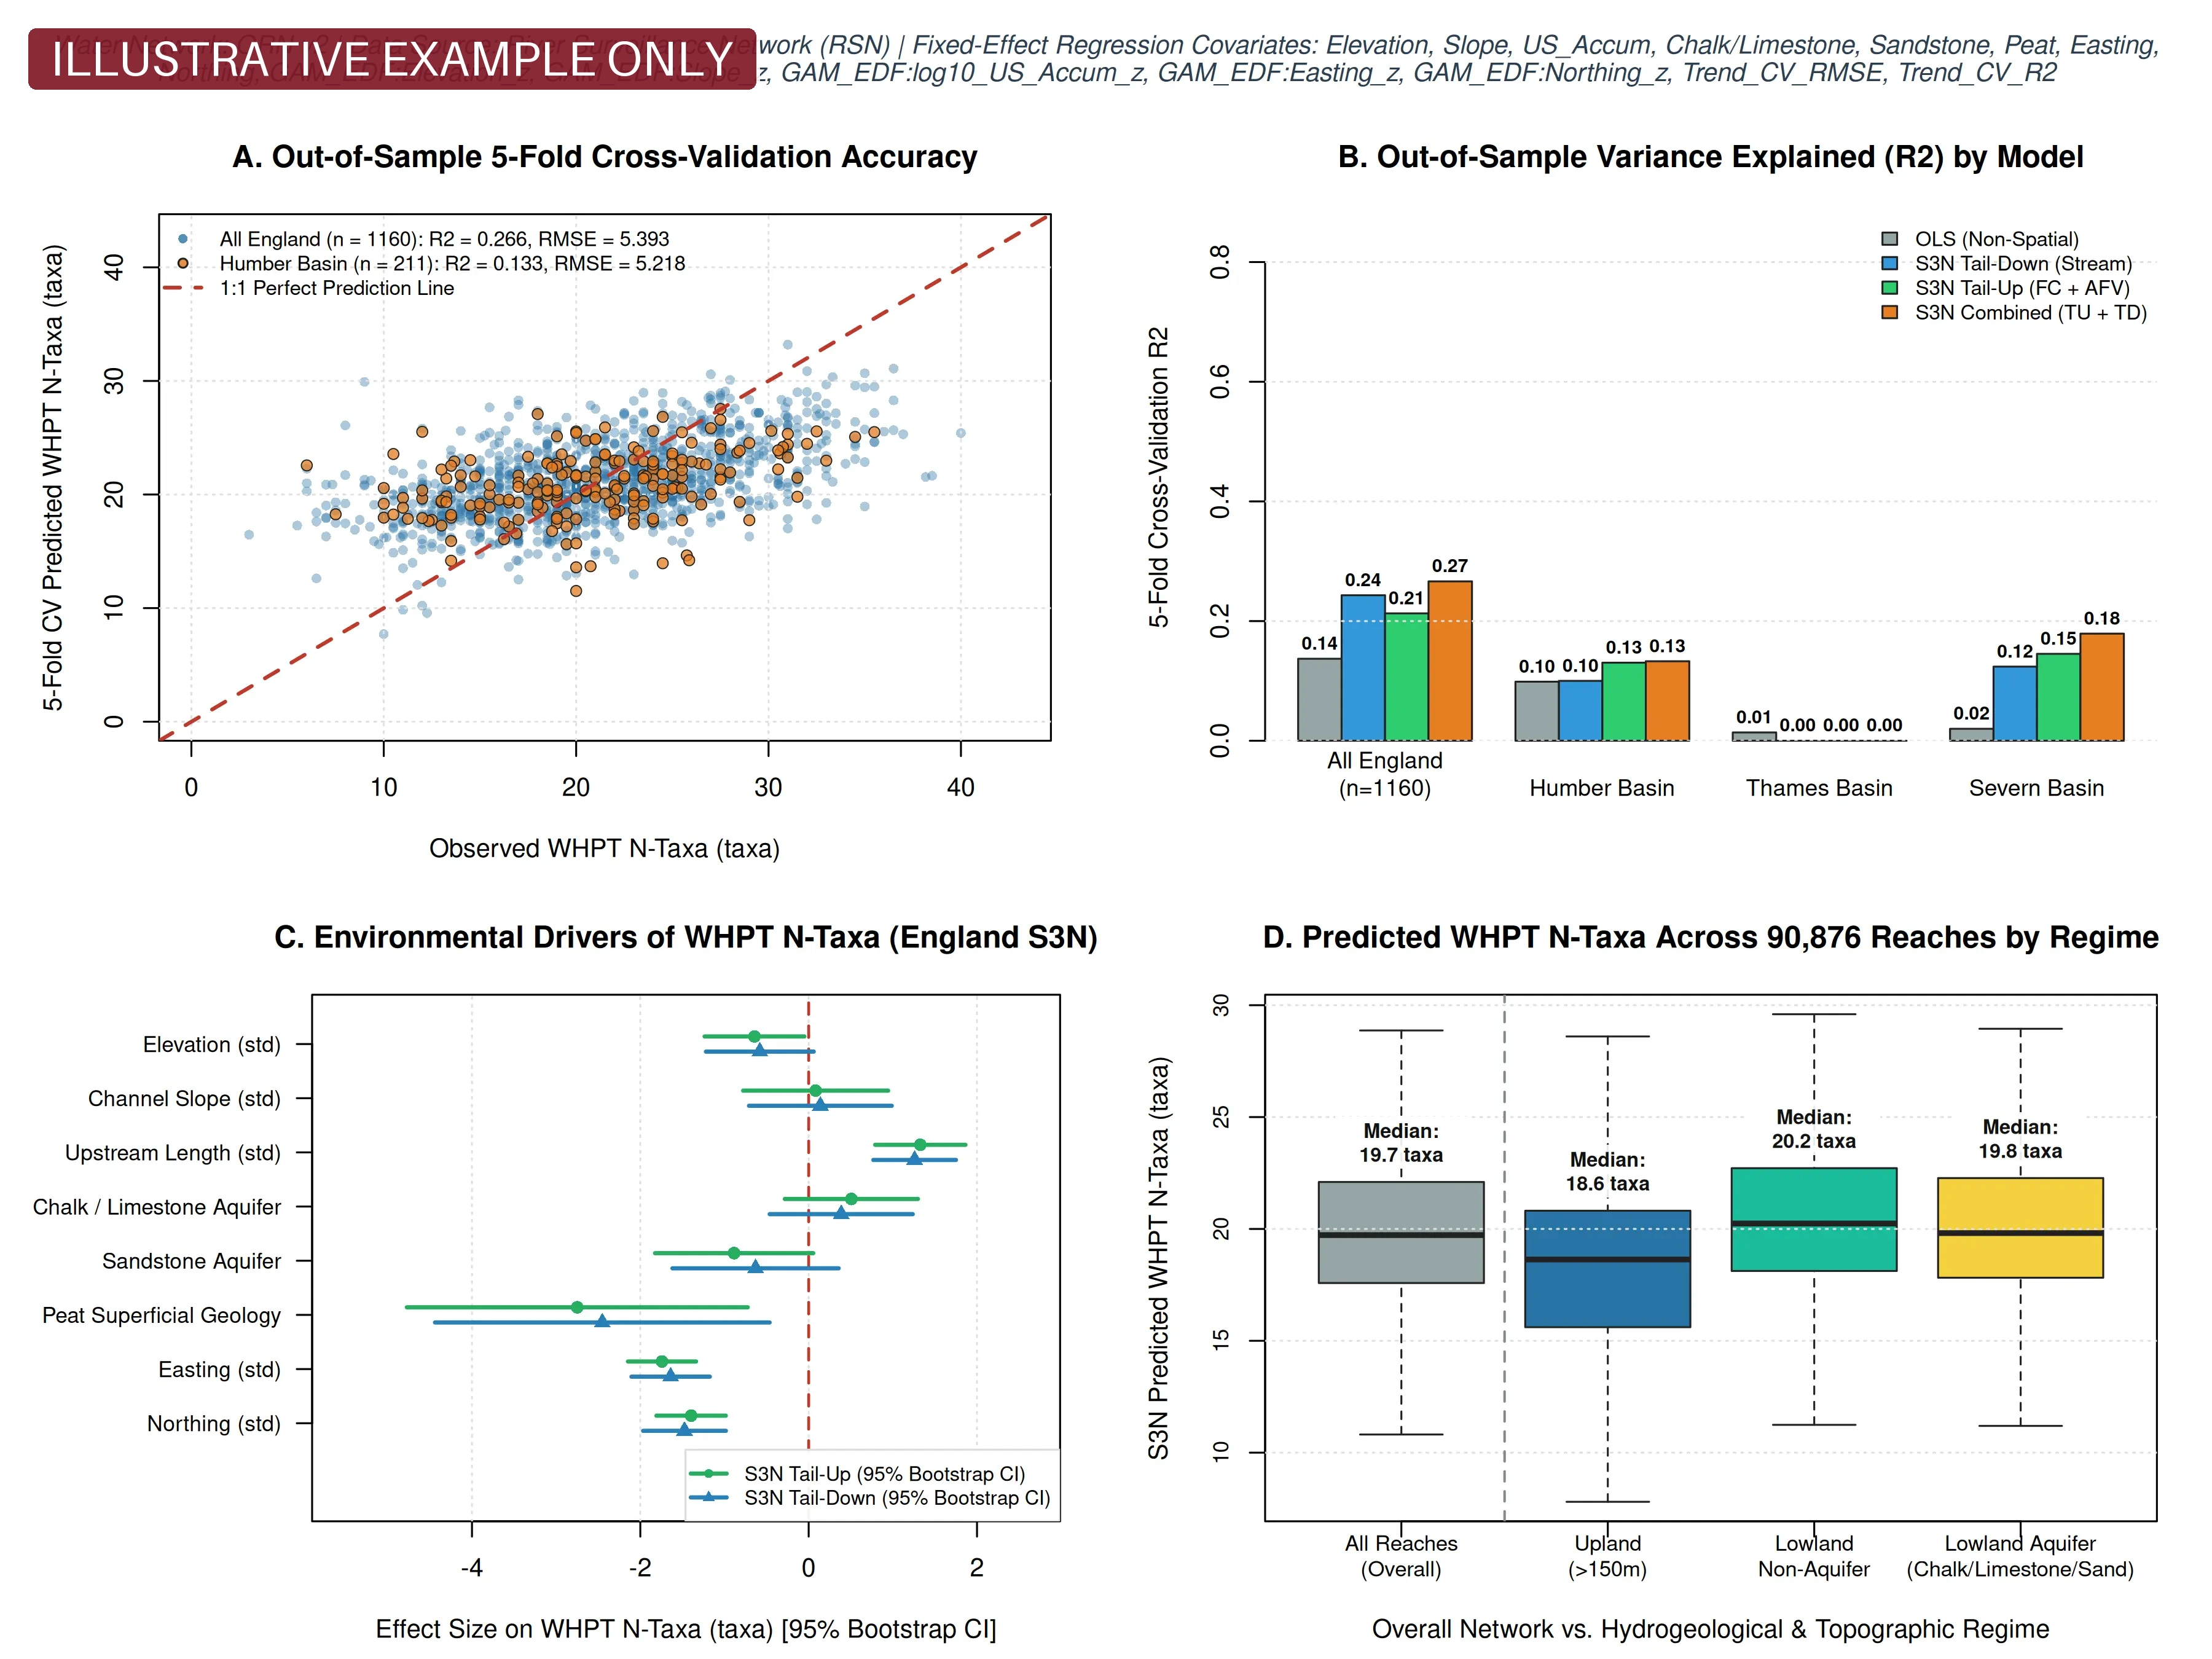 ILLUSTRATIVE EXAMPLE ONLY
work (RSN) | Fixed-Effect Regression Covariates: Elevation, Slope, US_Accum, Chalk/Limestone, Sandstone, Peat, Easting,
z, GAM_EDF:log10_US_Accum_z, GAM_EDF:Easting_z, GAM_EDF:Northing_z, Trend_CV_RMSE, Trend_CV_R2
A. Out-of-Sample 5-Fold Cross-Validation Accuracy
5-Fold CV Predicted WHPT N-Taxa (taxa)
40
30
20
10
0
All England (n = 1160): R2 = 0.266, RMSE = 5.393
Humber Basin (n = 211): R2 = 0.133, RMSE = 5.218
1:1 Perfect Prediction Line
0 10 20 30 40
Observed WHPT N-Taxa (taxa)
B. Out-of-Sample Variance Explained (R2) by Model
5-Fold Cross-Validation R2
0.8
0.6
0.4
0.2
0.0
OLS (Non-Spatial)
S3N Tail-Down (Stream)
S3N Tail-Up (FC + AFV)
S3N Combined (TU + TD)
0.14 0.24 0.21 0.27
0.10 0.10 0.13 0.13
0.01 0.00 0.00 0.00
0.02 0.12 0.15 0.18
All England
(n=1160) Humber Basin Thames Basin Severn Basin
C. Environmental Drivers of WHPT N-Taxa (England S3N)
Elevation (std)
Channel Slope (std)
Upstream Length (std)
Chalk / Limestone Aquifer
Sandstone Aquifer
Peat Superficial Geology
Easting (std)
Northing (std)
S3N Tail-Up (95% Bootstrap CI)
S3N Tail-Down (95% Bootstrap CI)
-4 -2 0 2
Effect Size on WHPT N-Taxa (taxa) [95% Bootstrap CI]
D. Predicted WHPT N-Taxa Across 90,876 Reaches by Regime
S3N Predicted WHPT N-Taxa (taxa)
30
25
20
15
10
Median:
19.7 taxa
Median:
18.6 taxa
Median:
20.2 taxa
Median:
19.8 taxa
All Reaches
(Overall)
Upland
(>150m)
Lowland
Non-Aquifer
Lowland Aquifer
(Chalk/Limestone/Sand)
Overall Network vs. Hydrogeological & Topographic Regime